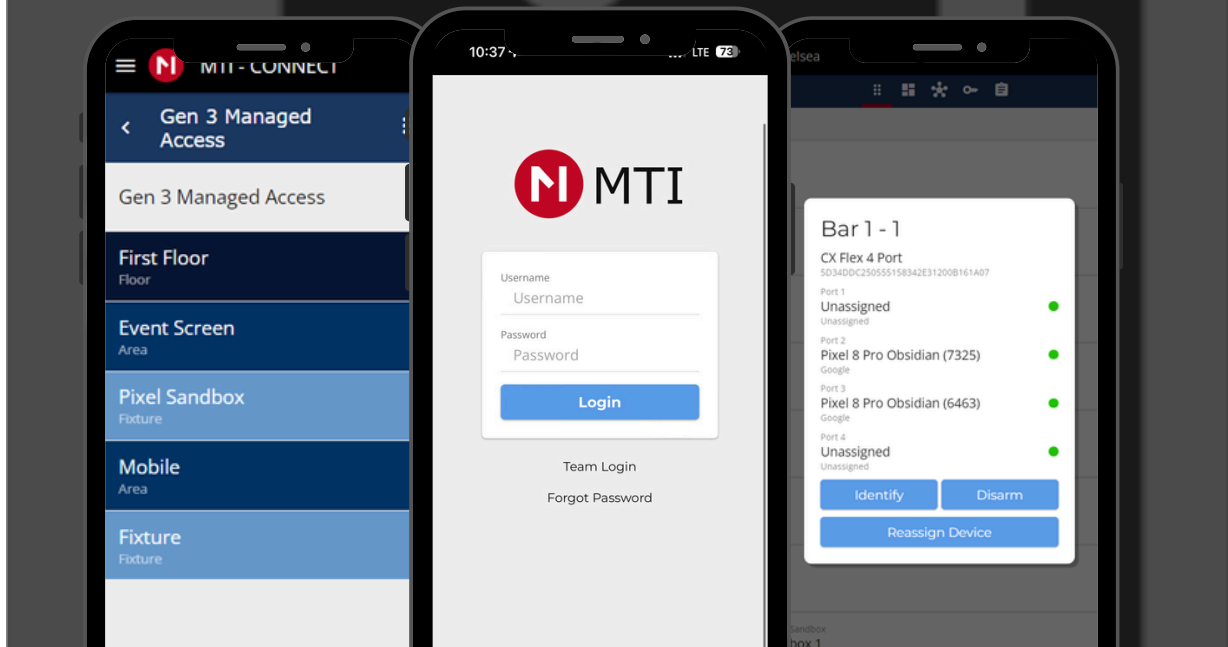 MTI - CONNECT
Gen 3 Managed
Access
Gen 3 Managed Access
First Floor
Floor
Event Screen
Area
Pixel Sandbox
Fixture
Mobile
Area
Fixture
Fixture
10:37
LTE 73
MTI
Username
Username
Password
Password
Login
Team Login
Forgot Password
elsea
Bar 1 - 1
CX Flex 4 Port
5D34DDC250555158342E31200B161A07
Port 1
Unassigned
Unassigned
Port 2
Pixel 8 Pro Obsidian (7325)
Google
Port 3
Pixel 8 Pro Obsidian (6463)
Google
Port 4
Unassigned
Unassigned
Identify
Disarm
Reassign Device
Sandbox
box 1